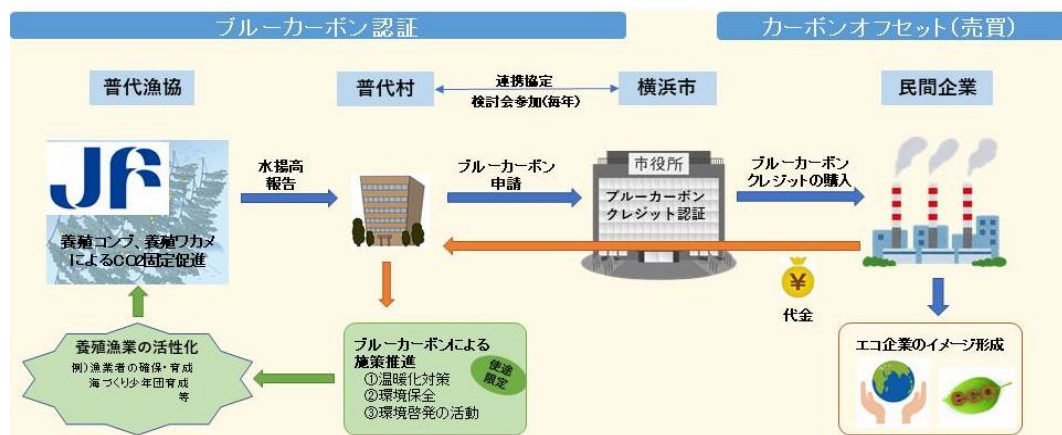 ブルーカーボン認証
カーボンオフセット(売買)
普代漁協
普代村
連携協定
検討会参加(毎年)
横浜市
民間企業
JF
養殖コンブ、養殖ワカメ
によるCO2固定促進
水揚高
報告
ブルーカーボン
申請
市役所
ブルーカーボン
クレジット認証
ブルーカーボン
クレジットの購入
¥
代金
養殖漁業の活性化
例)漁業者の確保・育成
海づくり少年団育成
等
ブルーカーボンによる
施策推進
①温暖化対策
②環境保全
③環境啓発の活動
使途
限定
エコ企業のイメージ形成
eco